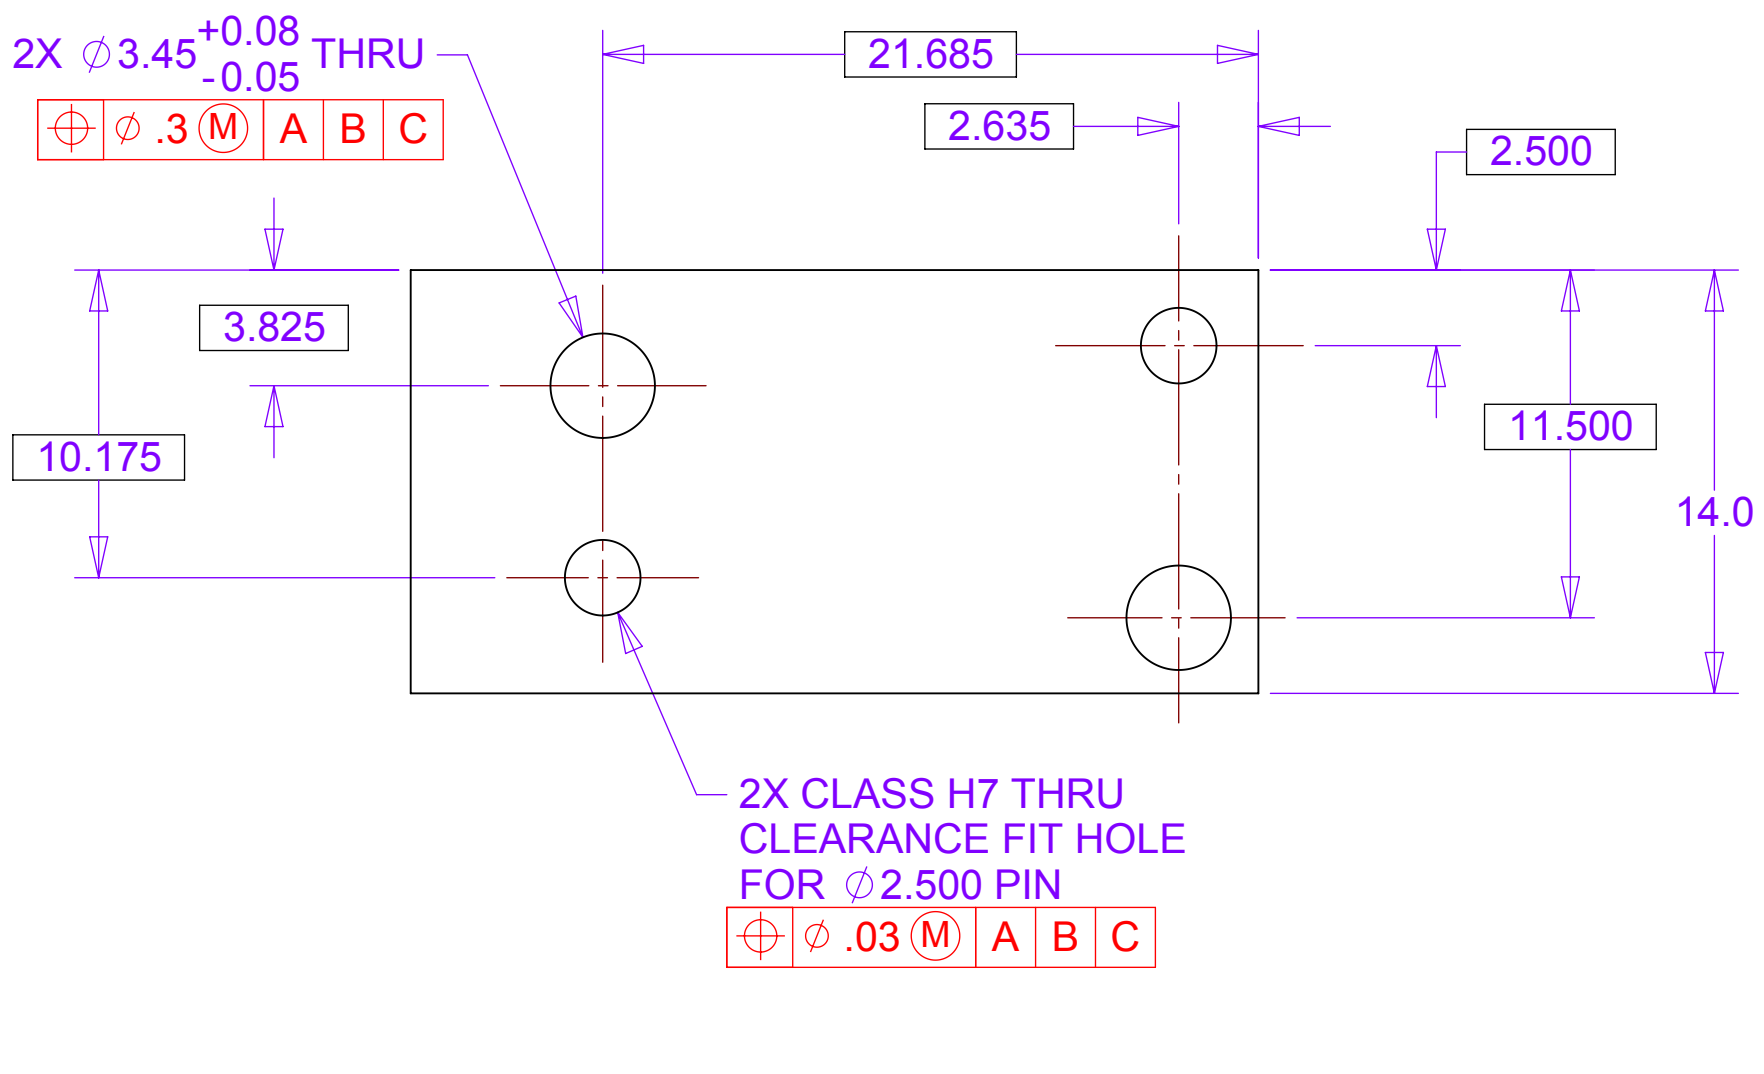 2X ⌀3.45 +0.08 -0.05 THRU
⌖ ⌀ .3 Ⓜ A B C
21.685
2.635
2.500
3.825
10.175
11.500
14.0
2X CLASS H7 THRU
CLEARANCE FIT HOLE
FOR ⌀2.500 PIN
⌖ ⌀ .03 Ⓜ A B C